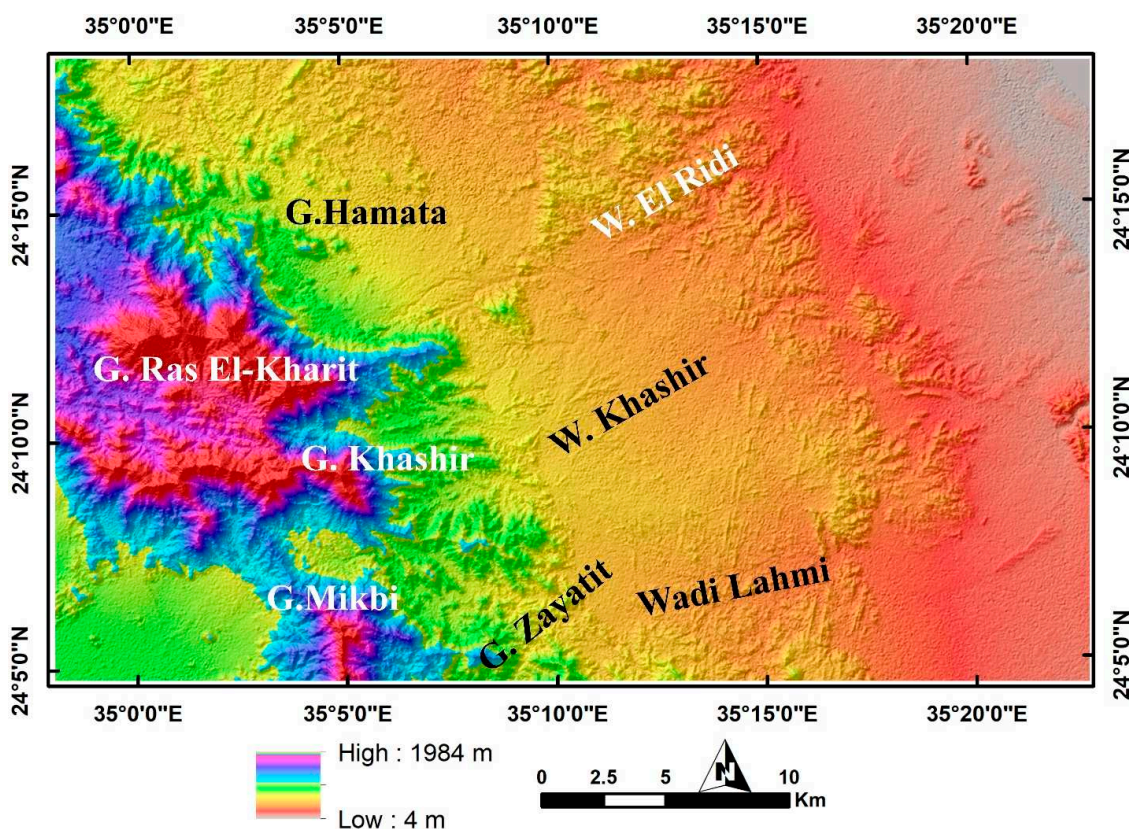 35°0'0"E 35°5'0"E 35°10'0"E 35°15'0"E 35°20'0"E
24°15'0"N
24°15'0"N
W. El Ridi
G.Hamata
G. Ras El-Kharit
W. Khashir
24°10'0"N
24°10'0"N
G. Khashir
G.Mikbi
G. Zayatit
Wadi Lahmi
24°5'0"N
24°5'0"N
35°0'0"E 35°5'0"E 35°10'0"E 35°15'0"E 35°20'0"E
High : 1984 m
Low : 4 m
N
0 2.5 5 10
Km